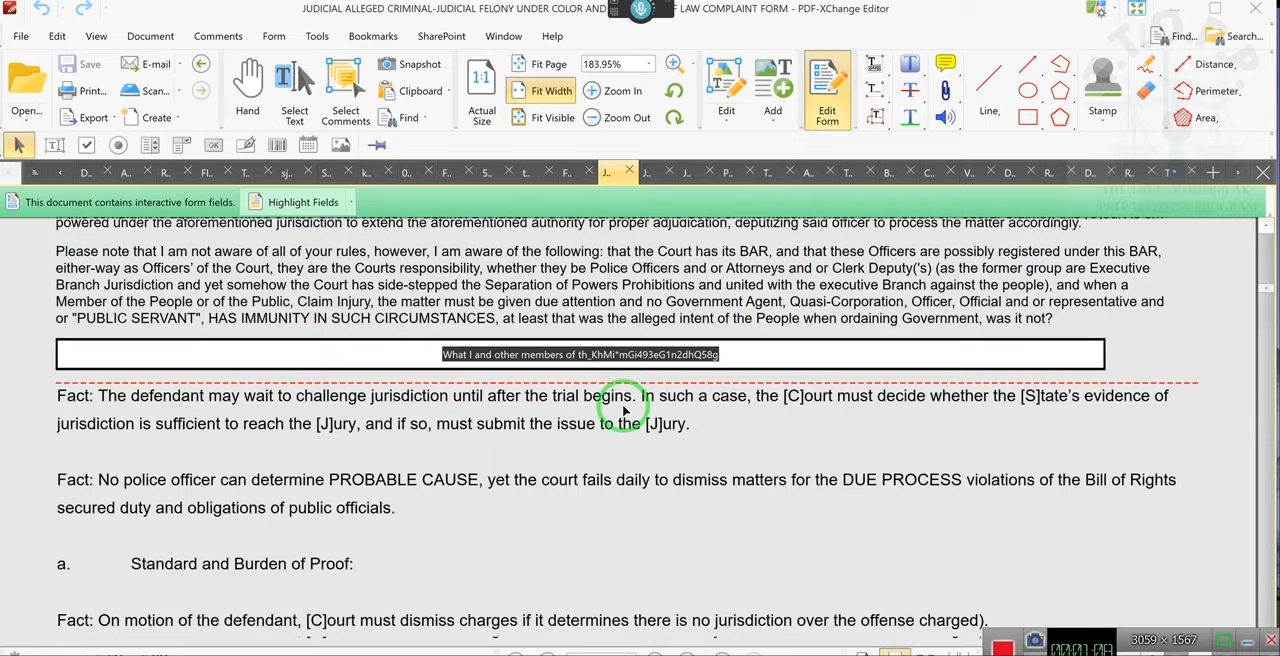 JUDICIAL ALLEGED CRIMINAL-JUDICIAL FELONY UNDER COLOR AND OF LAW COMPLAINT FORM - PDF-XChange Editor
File Edit View Document Comments Form Tools Bookmarks SharePoint Window Help Find... Search...
Save E-mail Snapshot Fit Page 183.95% Distance,
Print... Scan... Clipboard Fit Width Zoom In Perimeter,
Open... Hand Select Text Select Comments Actual Size Edit Add Edit Form Line, Stamp
Export Create Find Fit Visible Zoom Out Area,
OK
D.. A.. R.. Fl.. T.. sj.. S.. k.. 0.. F.. 5.. t.. F.. J.. J.. J.. P.. T.. A.. T.. B.. C.. V.. D.. R.. D.. R.. T*
This document contains interactive form fields. Highlight Fields
powered under the aforementioned jurisdiction to extend the aforementioned authority for proper adjudication, deputizing said officer to process the matter accordingly.
Please note that I am not aware of all of your rules, however, I am aware of the following: that the Court has its BAR, and that these Officers are possibly registered under this BAR,
either-way as Officers' of the Court, they are the Courts responsibility, whether they be Police Officers and or Attorneys and or Clerk Deputy('s) (as the former group are Executive
Branch Jurisdiction and yet somehow the Court has side-stepped the Separation of Powers Prohibitions and united with the executive Branch against the people), and when a
Member of the People or of the Public, Claim Injury, the matter must be given due attention and no Government Agent, Quasi-Corporation, Officer, Official and or representative and
or "PUBLIC SERVANT", HAS IMMUNITY IN SUCH CIRCUMSTANCES, at least that was the alleged intent of the People when ordaining Government, was it not?
What I and other members of th_KhMi*mGi493eG1n2dhQ58g
Fact: The defendant may wait to challenge jurisdiction until after the trial begins. In such a case, the [C]ourt must decide whether the [S]tate's evidence of
jurisdiction is sufficient to reach the [J]ury, and if so, must submit the issue to the [J]ury.
Fact: No police officer can determine PROBABLE CAUSE, yet the court fails daily to dismiss matters for the DUE PROCESS violations of the Bill of Rights
secured duty and obligations of public officials.
a. Standard and Burden of Proof:
Fact: On motion of the defendant, [C]ourt must dismiss charges if it determines there is no jurisdiction over the offense charged).
3059 × 1567